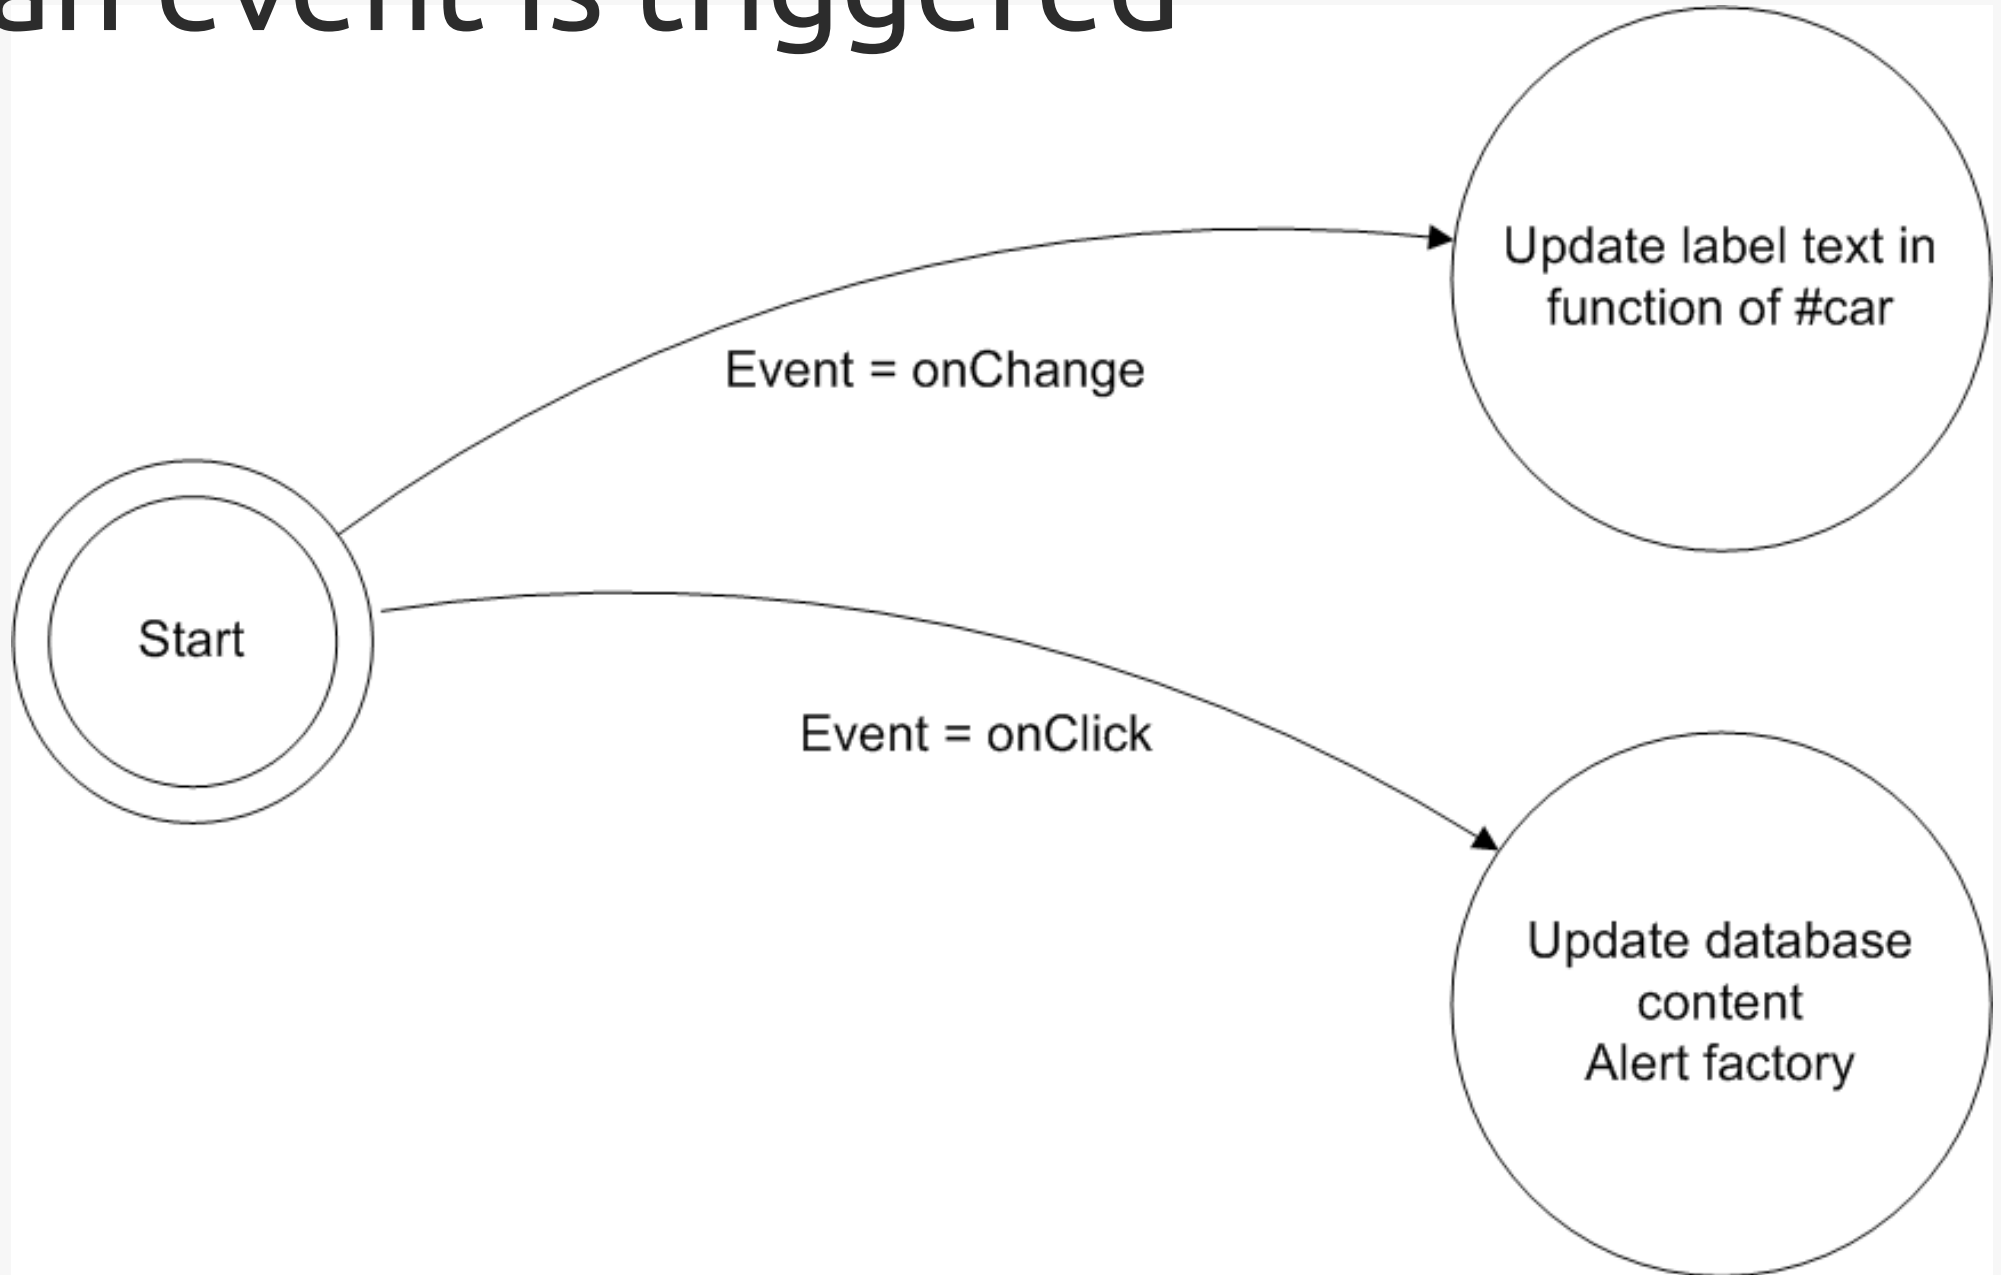 an event is triggered
Update label text in
function of #car
Event = onChange
Start
Event = onClick
Update database
content
Alert factory